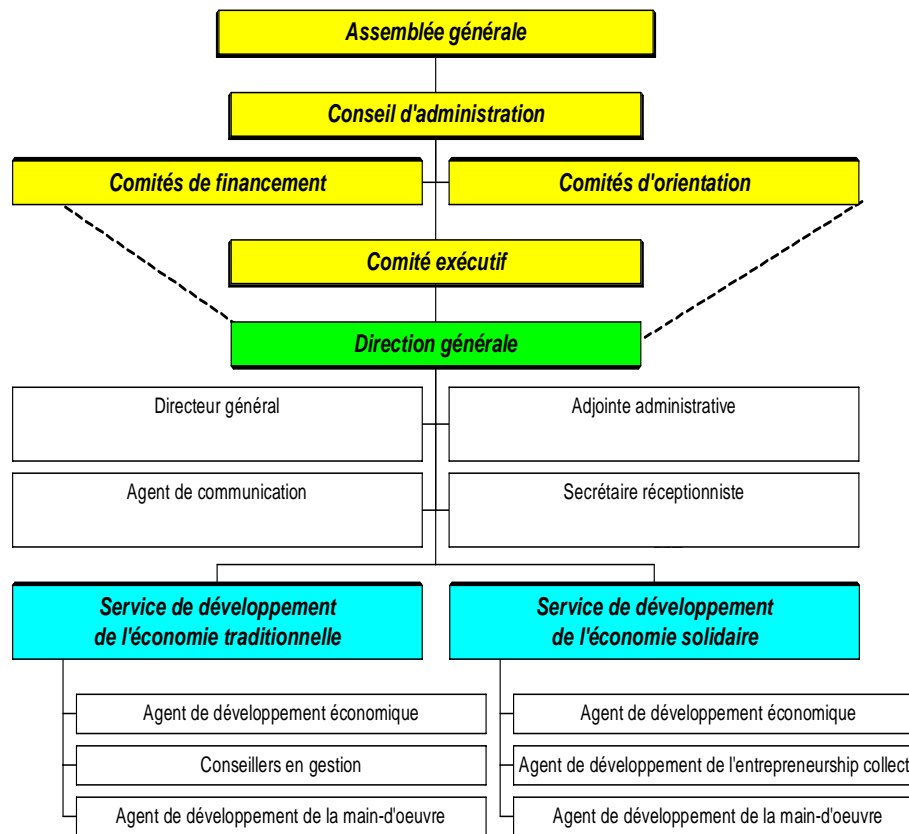 Assemblée générale
Conseil d'administration
Comités de financement
Comités d'orientation
Comité exécutif
Direction générale
Directeur général
Adjointe administrative
Agent de communication
Secrétaire réceptionniste
Service de développement
de l'économie traditionnelle
Service de développement
de l'économie solidaire
Agent de développement économique
Conseillers en gestion
Agent de développement de la main-d'oeuvre
Agent de développement économique
Agent de développement de l'entrepreneurship collect
Agent de développement de la main-d'oeuvre